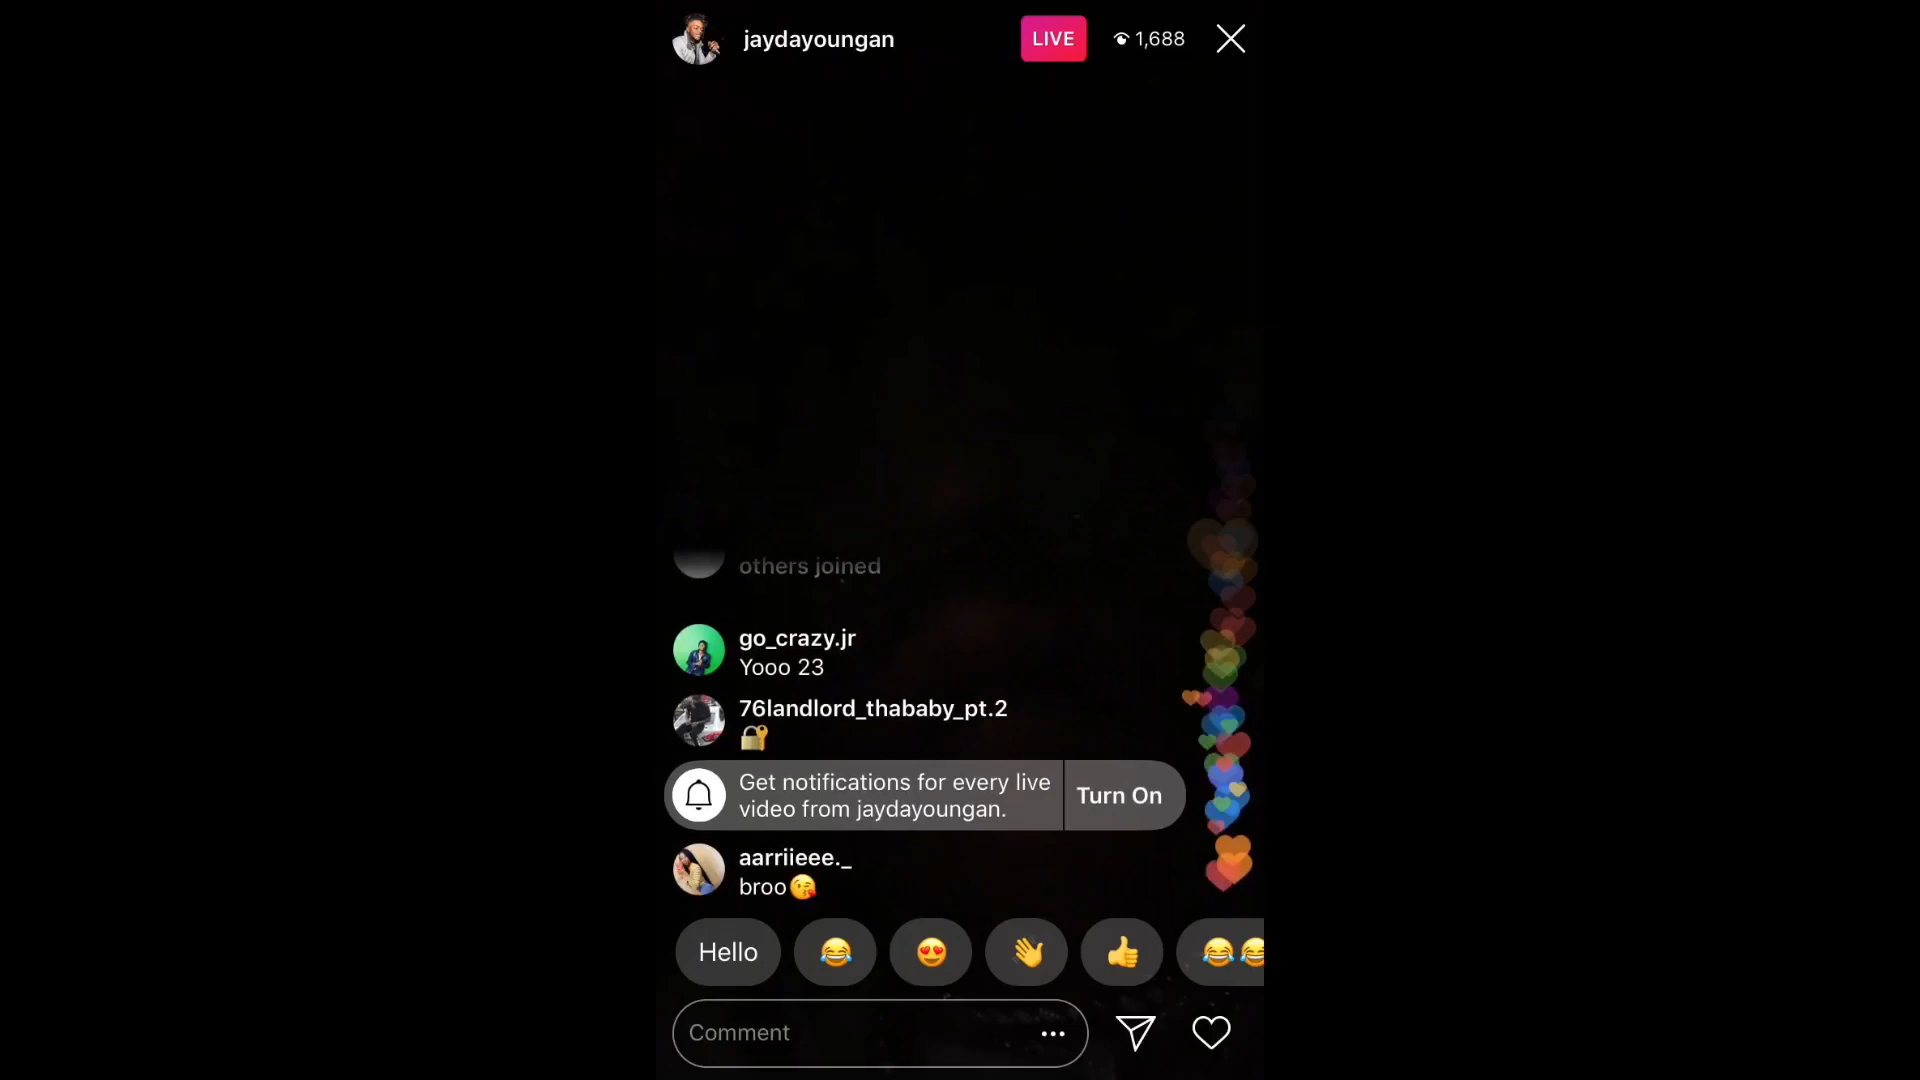 jaydayoungan
LIVE
1,688
others joined
go_crazy.jr
Yooo 23
76landlord_thababy_pt.2
🔐
Get notifications for every live
video from jaydayoungan.
Turn On
aarriieee._
broo😘
Hello
Comment